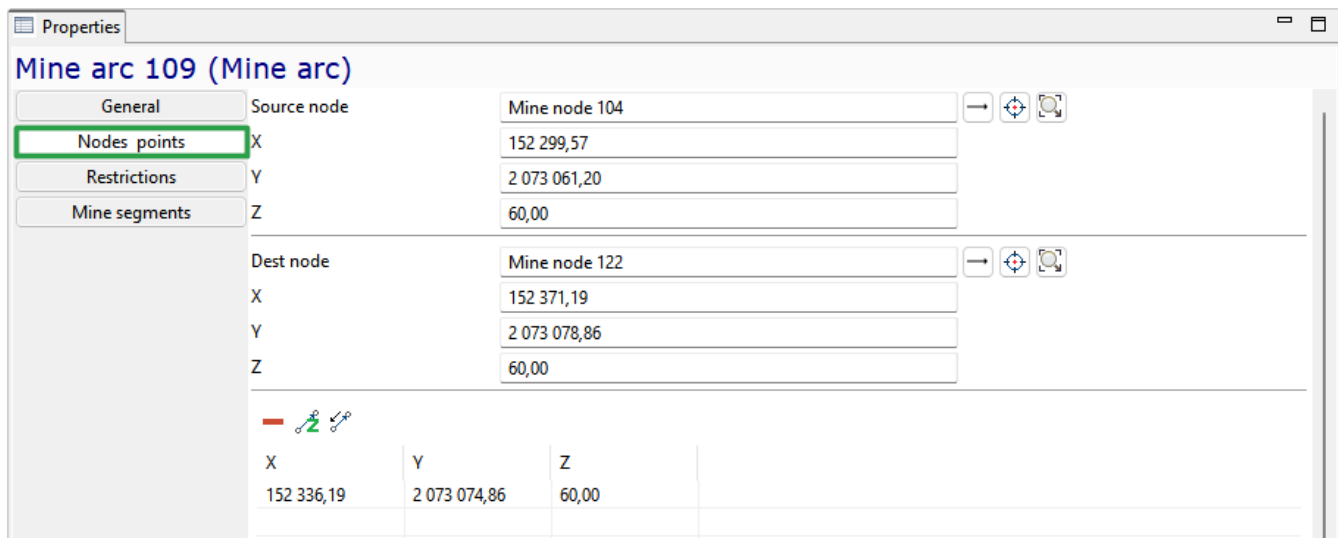 Properties
Mine arc 109 (Mine arc)
General
Nodes points
Restrictions
Mine segments
Source node Mine node 104
X 152 299,57
Y 2 073 061,20
Z 60,00
Dest node Mine node 122
X 152 371,19
Y 2 073 078,86
Z 60,00
X Y Z
152 336,19 2 073 074,86 60,00